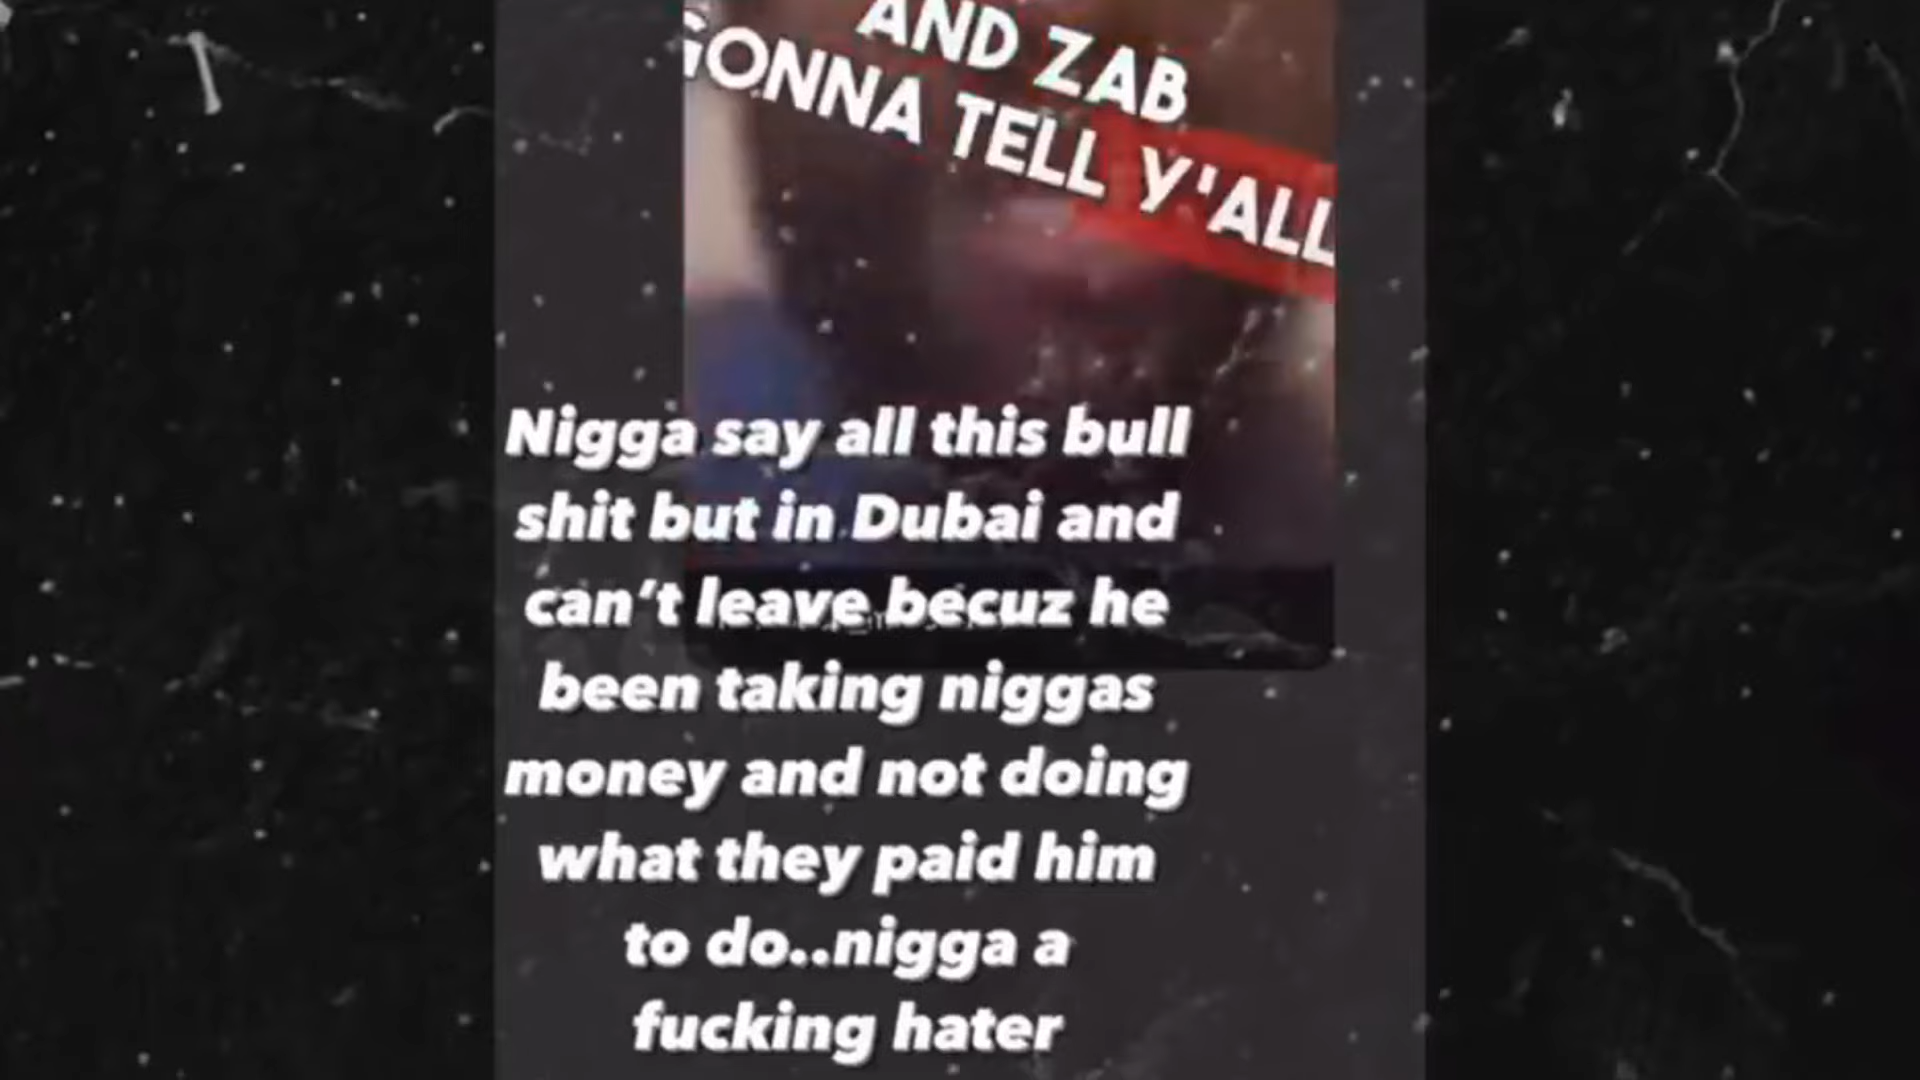 AND ZAB
GONNA TELL Y'ALL
Nigga say all this bull
shit but in Dubai and
can't leave becuz he
been taking niggas
money and not doing
what they paid him
to do..nigga a
fucking hater